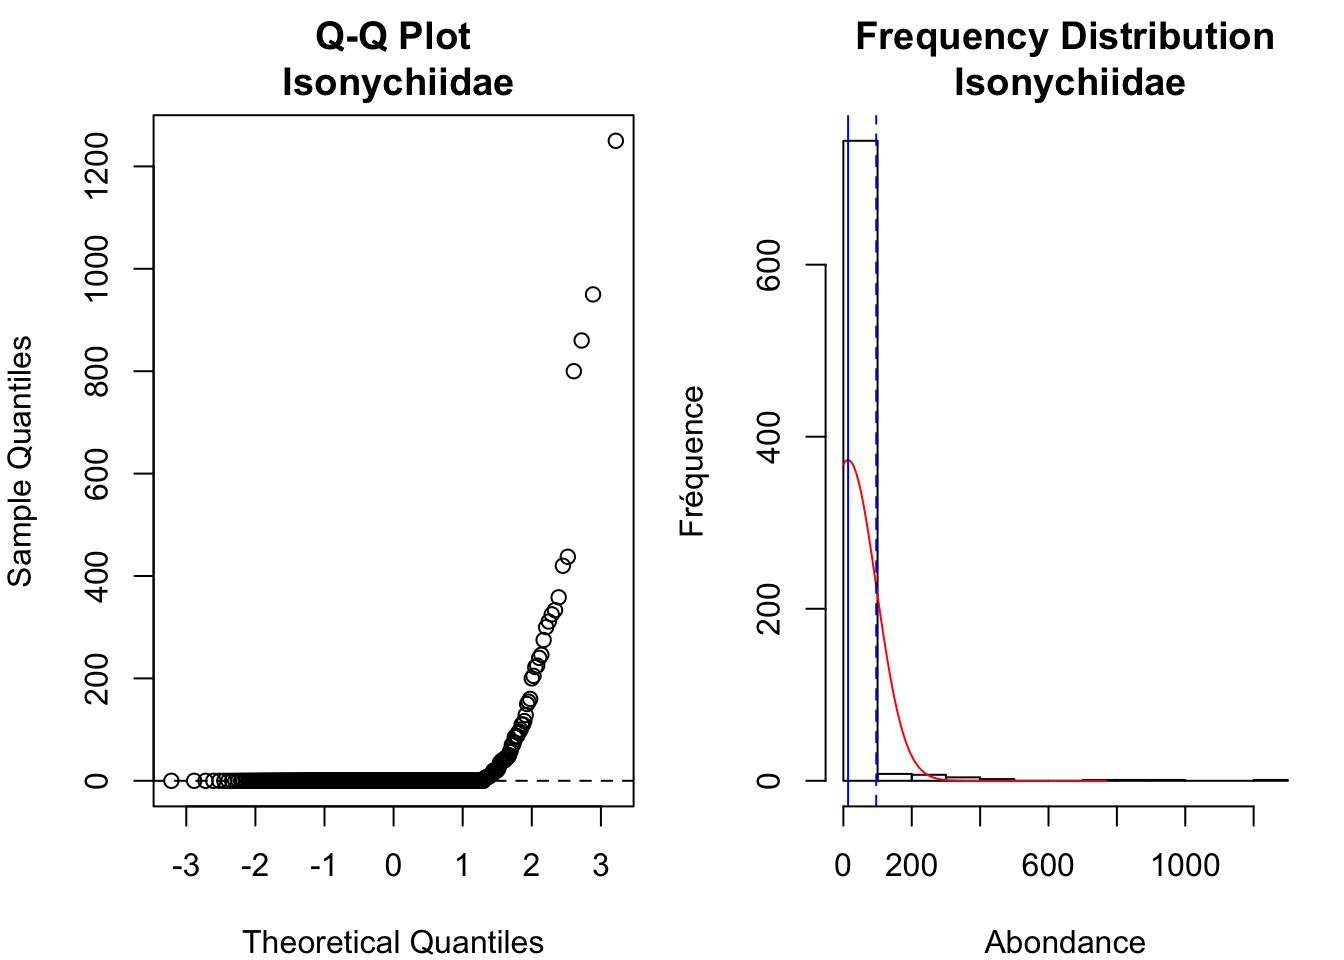 Q-Q Plot
Isonychiidae
Sample Quantiles
0 200 400 600 800 1000 1200
-3 -2 -1 0 1 2 3
Theoretical Quantiles
Frequency Distribution
Isonychiidae
Fréquence
0 200 400 600
0 200 600 1000
Abondance